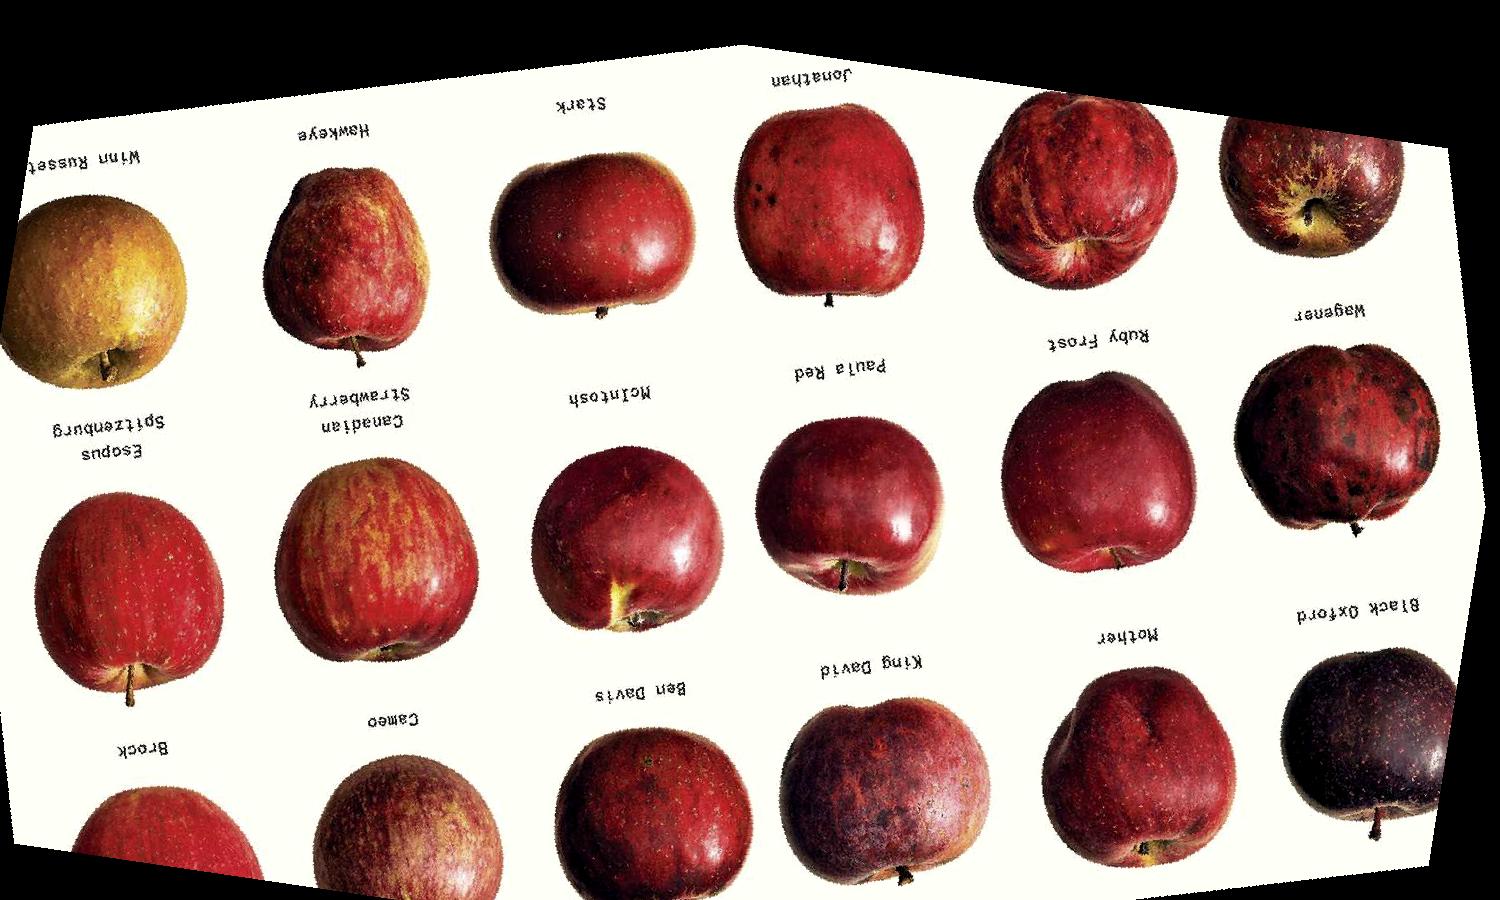 Black Oxford
Mother
King David
Ben Davis
Cameo
Brock
Wagener
Ruby Frost
Paula Red
McIntosh
Canadian
Strawberry
Esopus
Spitzenburg
Jonathan
Stark
Hawkeye
Winn Russet